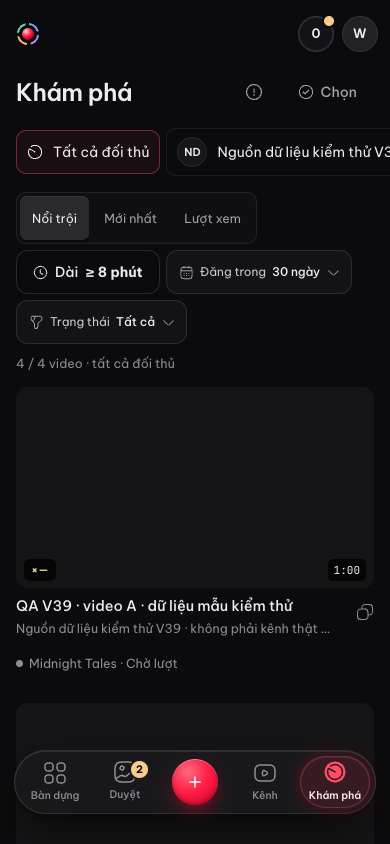 0
W
Khám phá
Chọn
Tất cả đối thủ
ND
Nguồn dữ liệu kiểm thử V3
Nổi trội
Mới nhất
Lượt xem
Dài ≥ 8 phút
Đăng trong 30 ngày
Trạng thái Tất cả
4 / 4 video · tất cả đối thủ
×—
1:00
QA V39 · video A · dữ liệu mẫu kiểm thử
Nguồn dữ liệu kiểm thử V39 · không phải kênh thật ...
Midnight Tales · Chờ lượt
2
Bàn dựng
Duyệt
+
Kênh
Khám phá